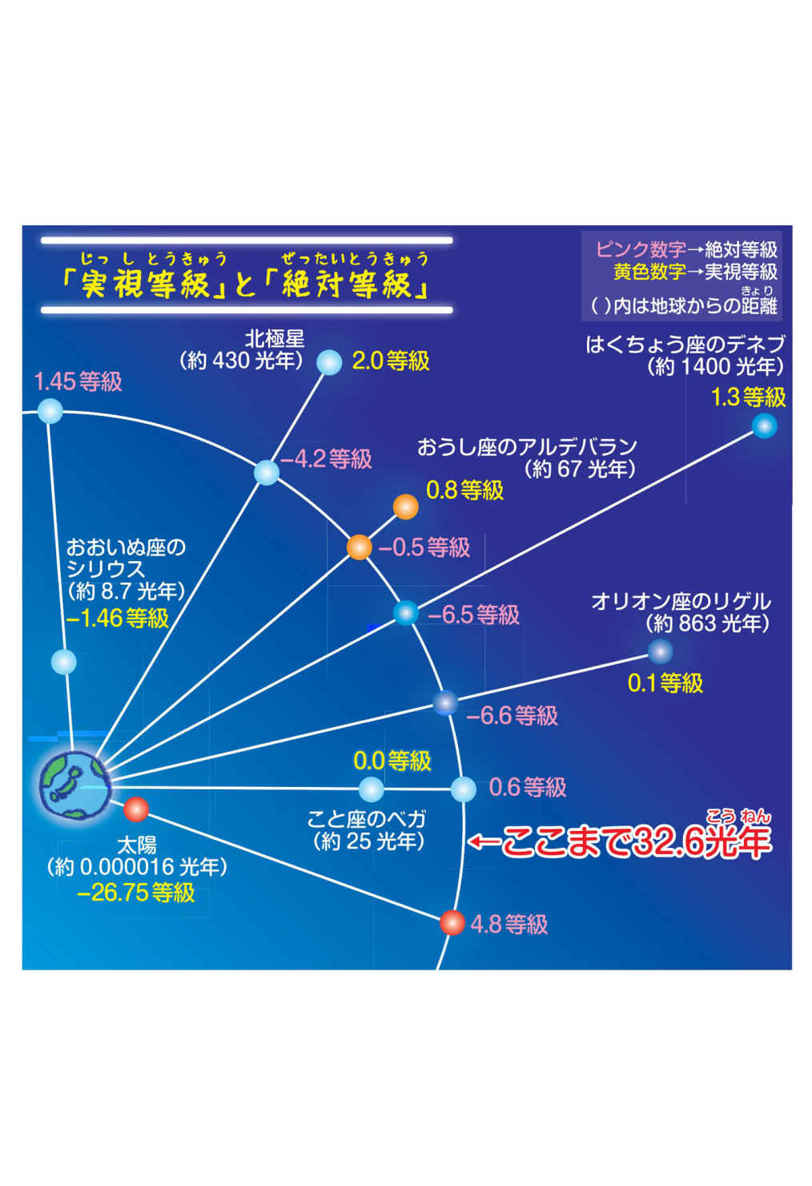 じっしとうきゅう ぜったいとうきゅう
「実視等級」と「絶対等級」
ピンク数字→絶対等級
黄色数字→実視等級
きょり
( )内は地球からの距離
北極星
(約 430 光年)
2.0 等級
はくちょう座のデネブ
(約 1400 光年)
1.3 等級
1.45 等級
−4.2 等級
おうし座のアルデバラン
(約 67 光年)
0.8 等級
−0.5 等級
おおいぬ座の
シリウス
(約 8.7 光年)
−1.46 等級
−6.5 等級
オリオン座のリゲル
(約 863 光年)
0.1 等級
−6.6 等級
0.0 等級
0.6 等級
こと座のベガ
(約 25 光年)
こうねん
←ここまで32.6光年
太陽
(約 0.000016 光年)
−26.75 等級
4.8 等級